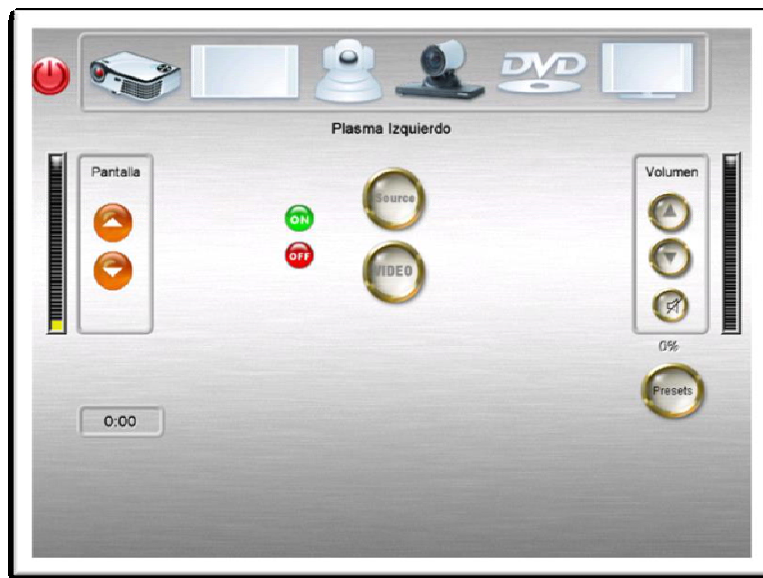 DVD
Plasma Izquierdo
Pantalla
Volumen
Source
ON
OFF
VIDEO
0%
Presets
0:00